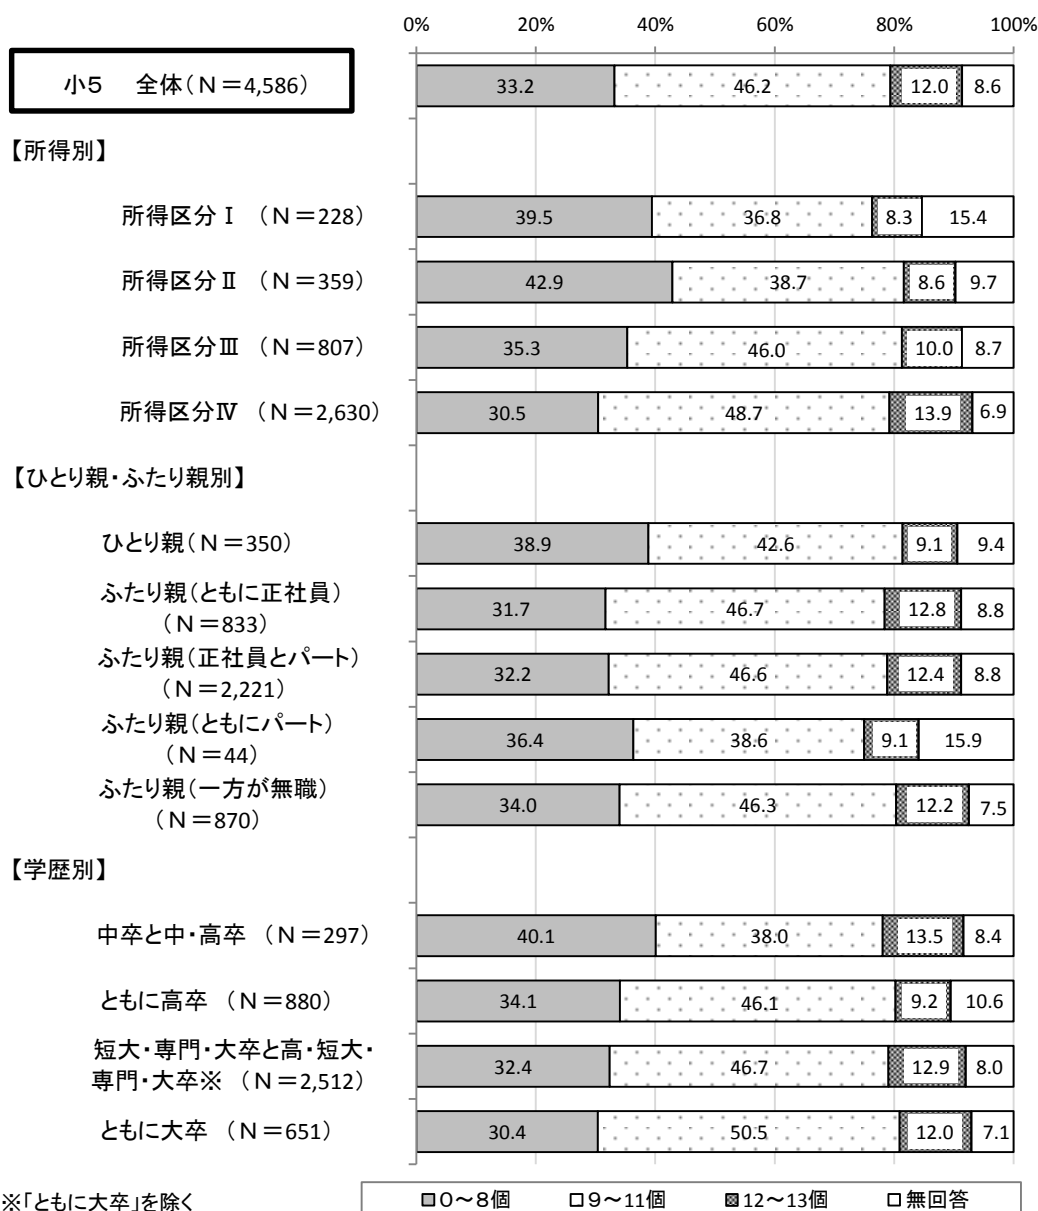 0% 20% 40% 60% 80% 100%
小5 全体(N=4,586) 33.2 46.2 12.0 8.6
【所得別】
所得区分Ⅰ (N=228) 39.5 36.8 8.3 15.4
所得区分Ⅱ (N=359) 42.9 38.7 8.6 9.7
所得区分Ⅲ (N=807) 35.3 46.0 10.0 8.7
所得区分Ⅳ (N=2,630) 30.5 48.7 13.9 6.9
【ひとり親・ふたり親別】
ひとり親(N=350) 38.9 42.6 9.1 9.4
ふたり親(ともに正社員)
(N=833) 31.7 46.7 12.8 8.8
ふたり親(正社員とパート)
(N=2,221) 32.2 46.6 12.4 8.8
ふたり親(ともにパート)
(N=44) 36.4 38.6 9.1 15.9
ふたり親(一方が無職)
(N=870) 34.0 46.3 12.2 7.5
【学歴別】
中卒と中・高卒 (N=297) 40.1 38.0 13.5 8.4
ともに高卒 (N=880) 34.1 46.1 9.2 10.6
短大・専門・大卒と高・短大・
専門・大卒※ (N=2,512) 32.4 46.7 12.9 8.0
ともに大卒 (N=651) 30.4 50.5 12.0 7.1
※「ともに大卒」を除く
0~8個 9~11個 12~13個 無回答